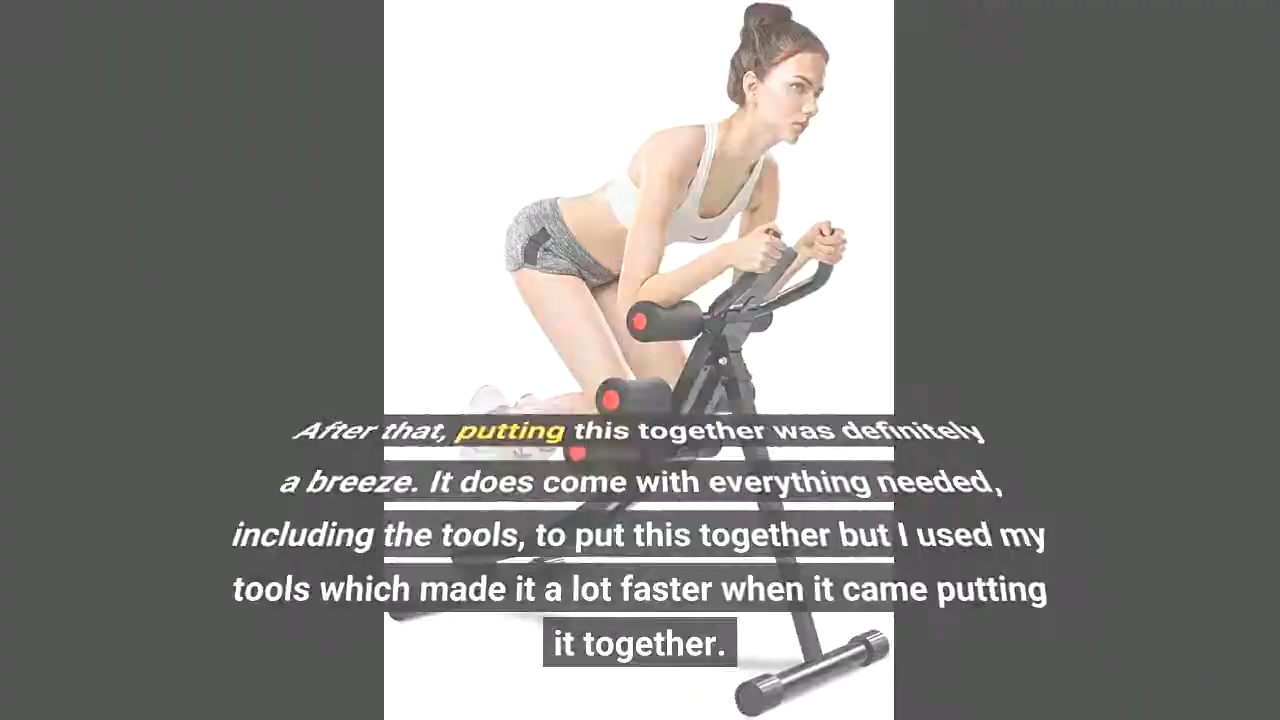 After that, putting this together was definitely
a breeze. It does come with everything needed,
including the tools, to put this together but I used my
tools which made it a lot faster when it came putting
it together.